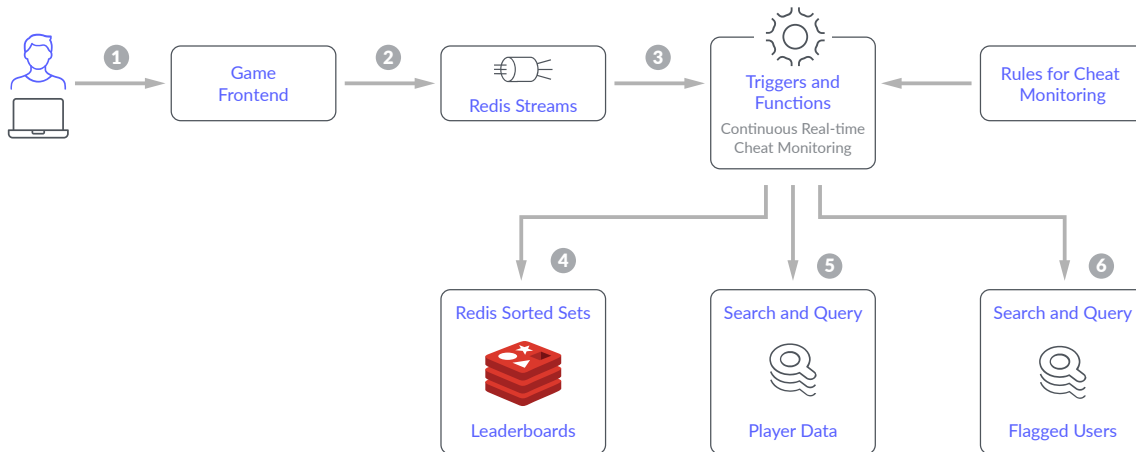 1
Game
Frontend
2
Redis Streams
3
Triggers and
Functions
Continuous Real-time
Cheat Monitoring
Rules for Cheat
Monitoring
4
Redis Sorted Sets
Leaderboards
5
Search and Query
Player Data
6
Search and Query
Flagged Users